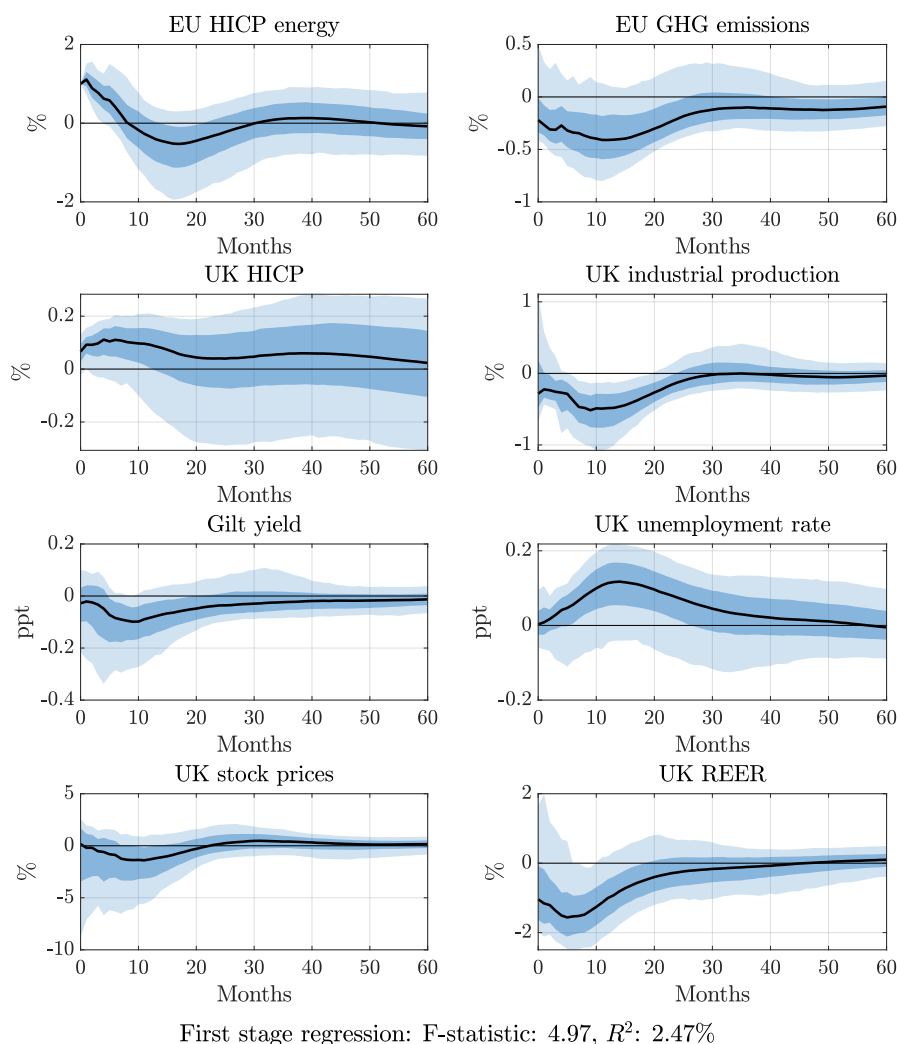 EU HICP energy
2
0
-2
%
0 10 20 30 40 50 60
Months
EU GHG emissions
0.5
0
-0.5
-1
%
0 10 20 30 40 50 60
Months
UK HICP
0.2
0
-0.2
%
0 10 20 30 40 50 60
Months
UK industrial production
1
0
-1
%
0 10 20 30 40 50 60
Months
Gilt yield
0.2
0
-0.2
-0.4
ppt
0 10 20 30 40 50 60
Months
UK unemployment rate
0.2
0
-0.2
ppt
0 10 20 30 40 50 60
Months
UK stock prices
5
0
-5
-10
%
0 10 20 30 40 50 60
Months
UK REER
2
0
-2
%
0 10 20 30 40 50 60
Months
First stage regression: F-statistic: 4.97, R²: 2.47%